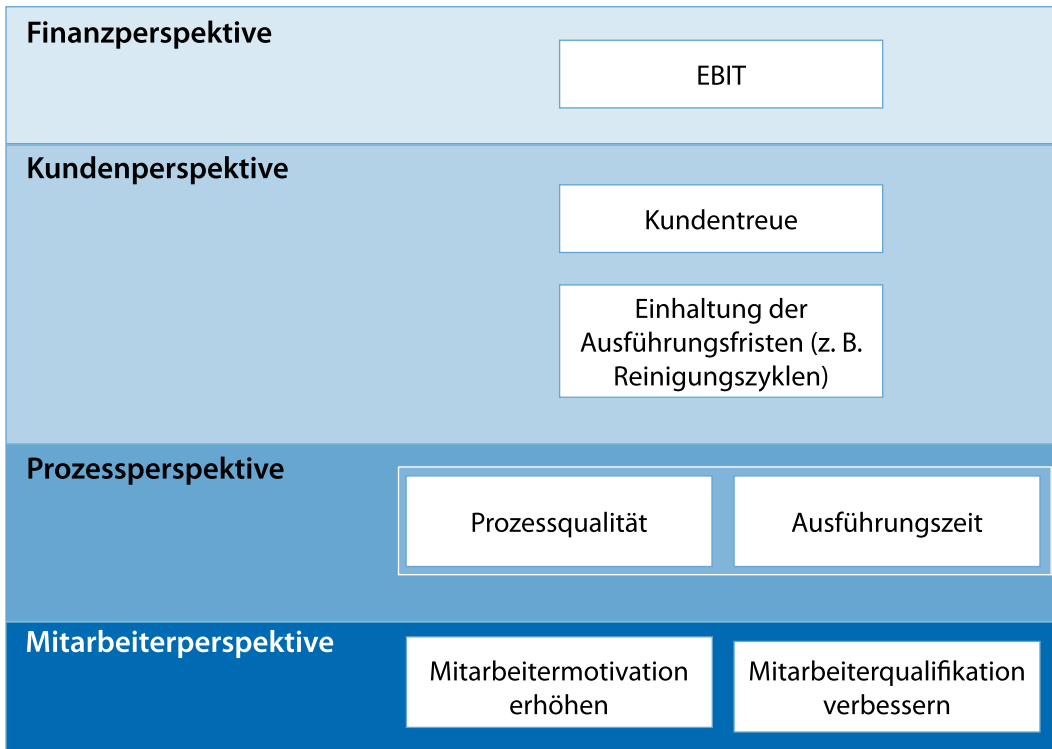 Finanzperspektive
EBIT
Kundenperspektive
Kundentreue
Einhaltung der
Ausführungsfristen (z. B.
Reinigungszyklen)
Prozessperspektive
Prozessqualität
Ausführungszeit
Mitarbeiterperspektive
Mitarbeitermotivation
erhöhen
Mitarbeiterqualifikation
verbessern